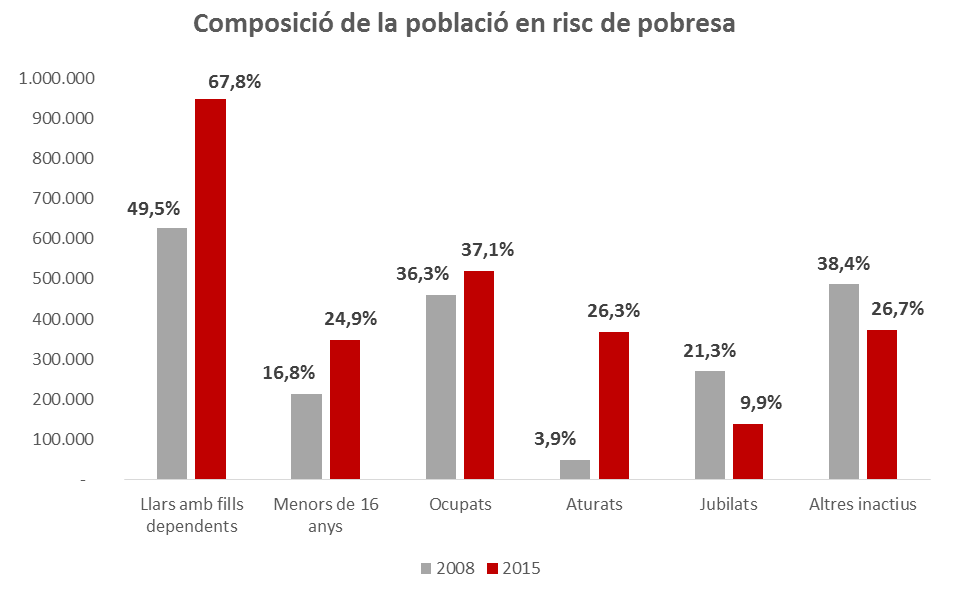 Composició de la població en risc de pobresa
1.000.000
900.000
800.000
700.000
600.000
500.000
400.000
300.000
200.000
100.000
-
49,5%
67,8%
16,8%
24,9%
36,3%
37,1%
3,9%
26,3%
21,3%
9,9%
38,4%
26,7%
Llars amb fills
dependents
Menors de 16
anys
Ocupats
Aturats
Jubilats
Altres inactius
2008
2015